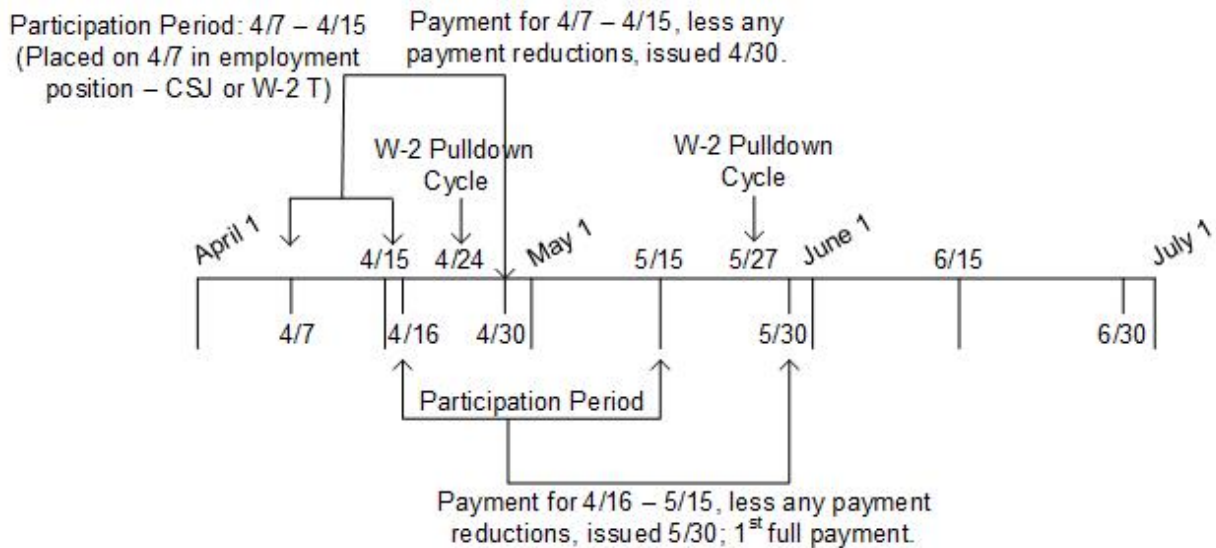 Participation Period: 4/7 – 4/15
(Placed on 4/7 in employment
position – CSJ or W-2 T)
Payment for 4/7 – 4/15, less any
payment reductions, issued 4/30.
W-2 Pulldown
Cycle
W-2 Pulldown
Cycle
April 1
4/15
4/24
May 1
5/15
5/27
June 1
6/15
July 1
4/7
4/16
4/30
5/30
6/30
Participation Period
Payment for 4/16 – 5/15, less any payment
reductions, issued 5/30; 1st full payment.